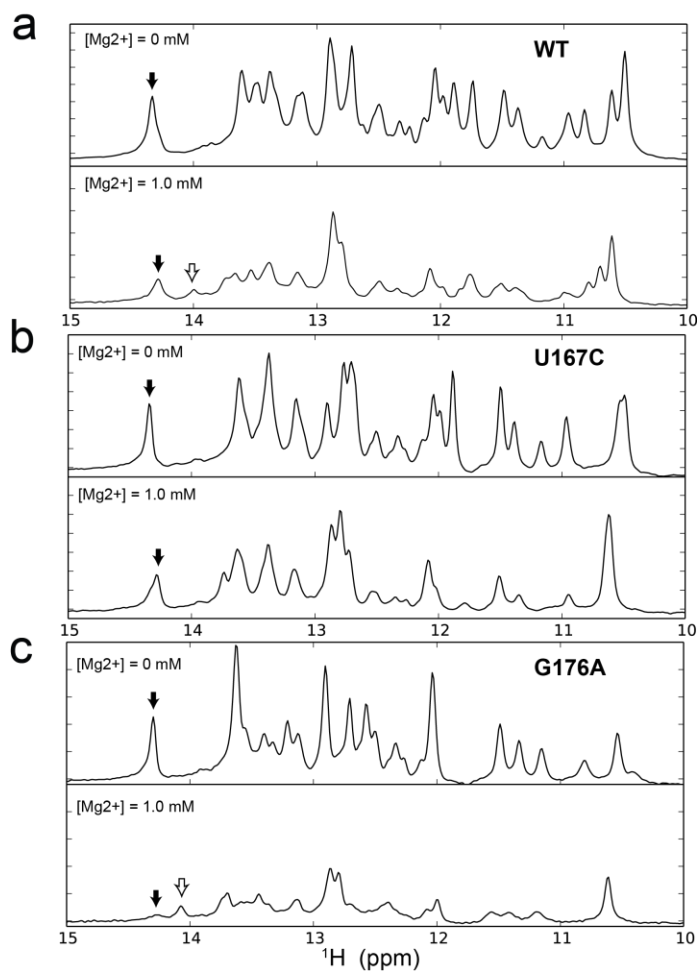 a
[Mg2+] = 0 mM
WT
[Mg2+] = 1.0 mM
15 14 13 12 11 10
b
[Mg2+] = 0 mM
U167C
[Mg2+] = 1.0 mM
15 14 13 12 11 10
c
[Mg2+] = 0 mM
G176A
[Mg2+] = 1.0 mM
15 14 13 12 11 10
¹H (ppm)